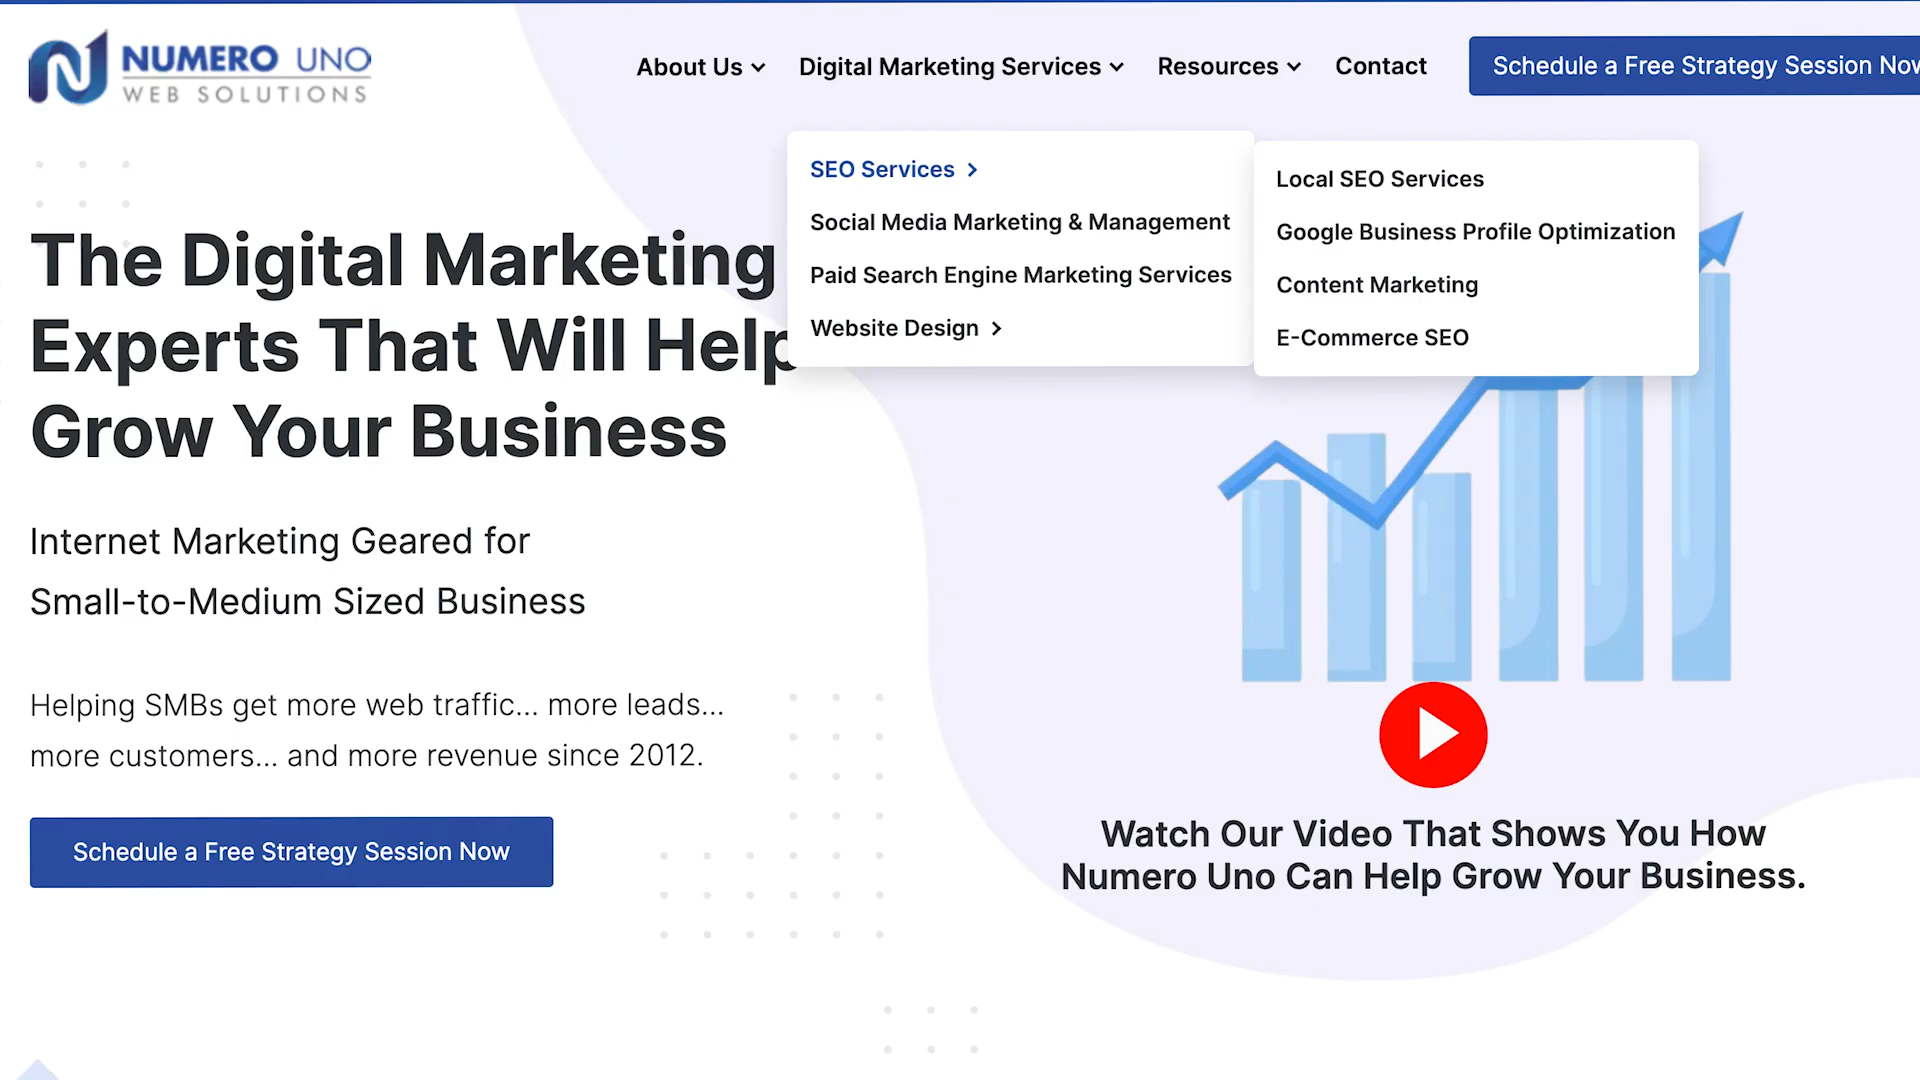 NUMERO UNO
WEB SOLUTIONS
About Us
Digital Marketing Services
Resources
Contact
Schedule a Free Strategy Session Now
SEO Services
Social Media Marketing & Management
Paid Search Engine Marketing Services
Website Design
Local SEO Services
Google Business Profile Optimization
Content Marketing
E-Commerce SEO
The Digital Marketing
Experts That Will Help
Grow Your Business
Internet Marketing Geared for
Small-to-Medium Sized Business
Helping SMBs get more web traffic... more leads...
more customers... and more revenue since 2012.
Schedule a Free Strategy Session Now
Watch Our Video That Shows You How
Numero Uno Can Help Grow Your Business.